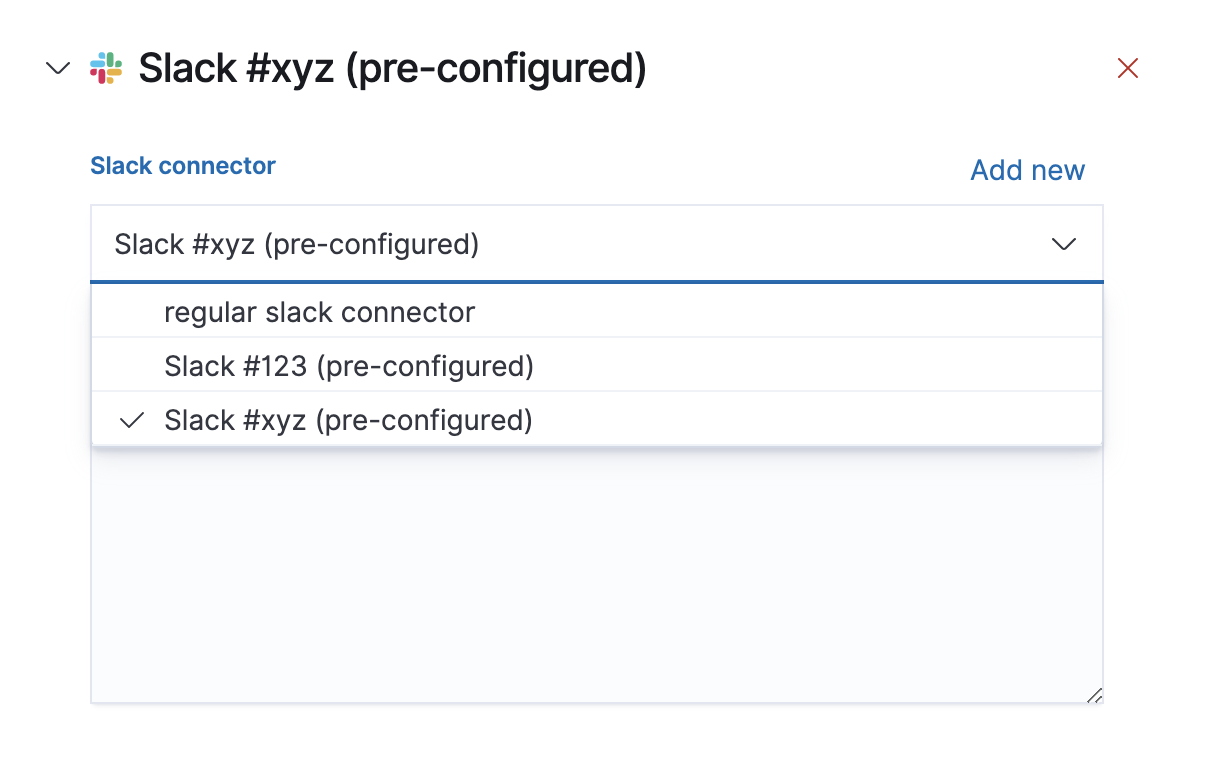 Slack #xyz (pre-configured)
Slack connector
Add new
Slack #xyz (pre-configured)
regular slack connector
Slack #123 (pre-configured)
Slack #xyz (pre-configured)